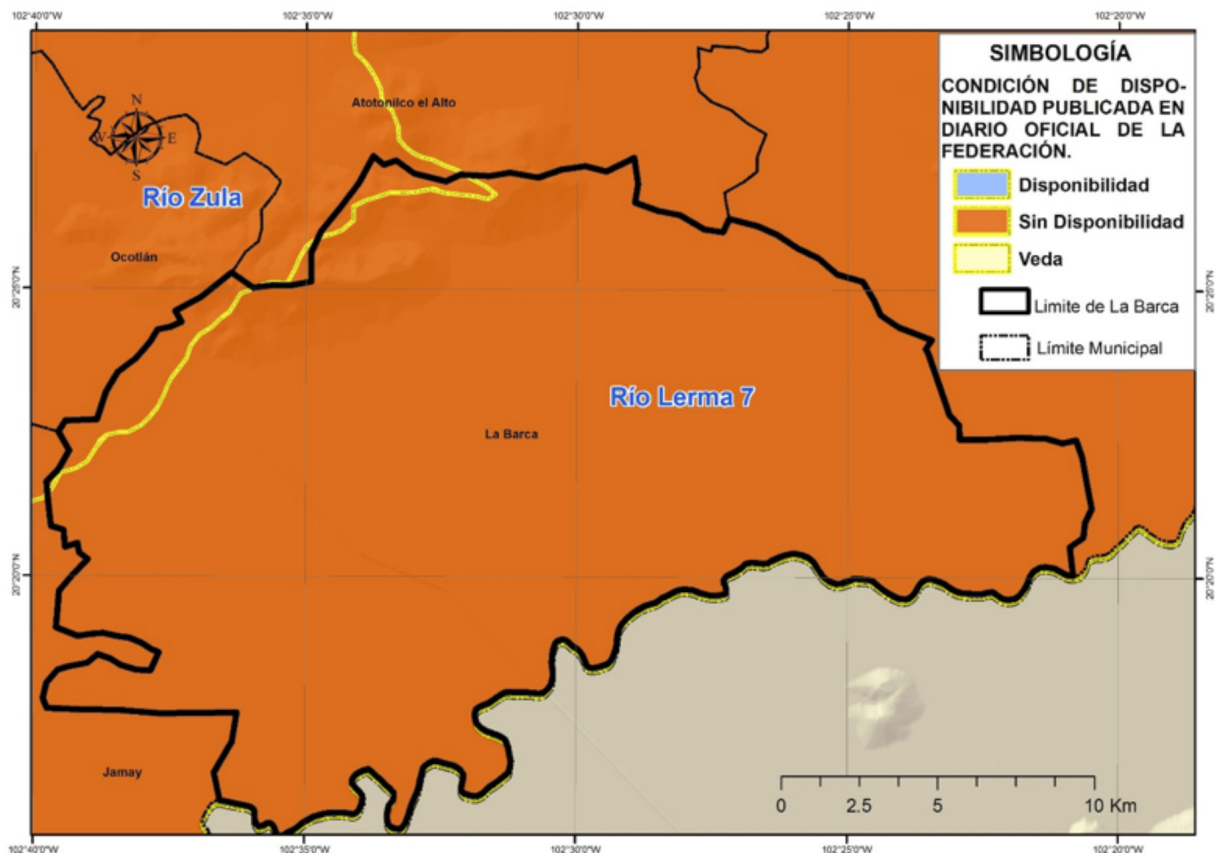 102°40'0"W 102°35'0"W 102°30'0"W 102°25'0"W 102°20'0"W
SIMBOLOGÍA
CONDICIÓN DE DISPO-
NIBILIDAD PUBLICADA EN
DIARIO OFICIAL DE LA
FEDERACIÓN.
Disponibilidad
Sin Disponibilidad
Veda
Limite de La Barca
Límite Municipal
Atotonilco el Alto
N
W E
S
Río Zula
Ocotlán
20°25'0"N 20°25'0"N
Río Lerma 7
La Barca
20°20'0"N 20°20'0"N
Jamay
0 2.5 5 10 Km
102°40'0"W 102°35'0"W 102°30'0"W 102°25'0"W 102°20'0"W